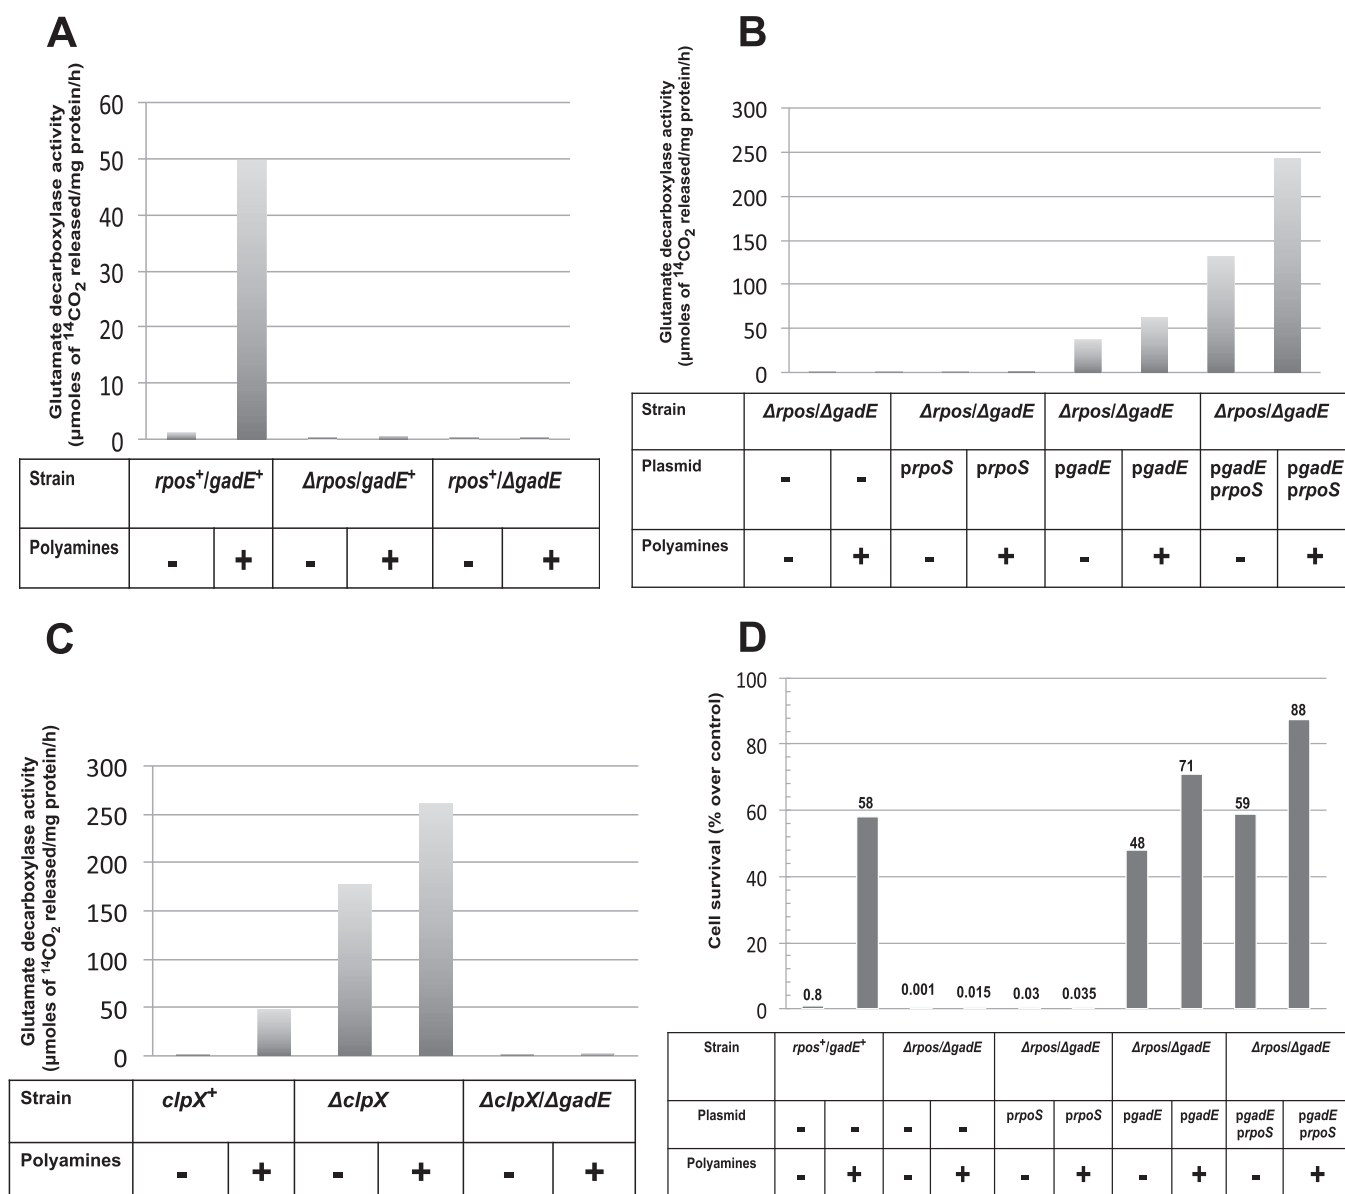 A
Glutamate decarboxylase activity
(µmoles of ¹⁴CO₂ released/mg protein/h)
60
50
40
30
20
10
0
Strain rpos⁺/gadE⁺ Δrpos/gadE⁺ rpos⁺/ΔgadE
Polyamines - + - + - +
B
Glutamate decarboxylase activity
(µmoles of ¹⁴CO₂ released/mg protein/h)
300
250
200
150
100
50
0
Strain Δrpos/ΔgadE Δrpos/ΔgadE Δrpos/ΔgadE Δrpos/ΔgadE
Plasmid - - prpoS prpoS pgadE pgadE pgadE pgadE
prpoS prpoS
Polyamines - + - + - + - +
C
Glutamate decarboxylase activity
(µmoles of ¹⁴CO₂ released/mg protein/h)
300
250
200
150
100
50
0
Strain clpX⁺ ΔclpX ΔclpX/ΔgadE
Polyamines - + - + - +
D
Cell survival (% over control)
100
80
60
40
20
0
0.8 58 0.001 0.015 0.03 0.035 48 71 59 88
Strain rpos⁺/gadE⁺ Δrpos/ΔgadE Δrpos/ΔgadE Δrpos/ΔgadE Δrpos/ΔgadE
Plasmid - - - - prpoS prpoS pgadE pgadE pgadE pgadE
prpoS prpoS
Polyamines - + - + - + - + - +